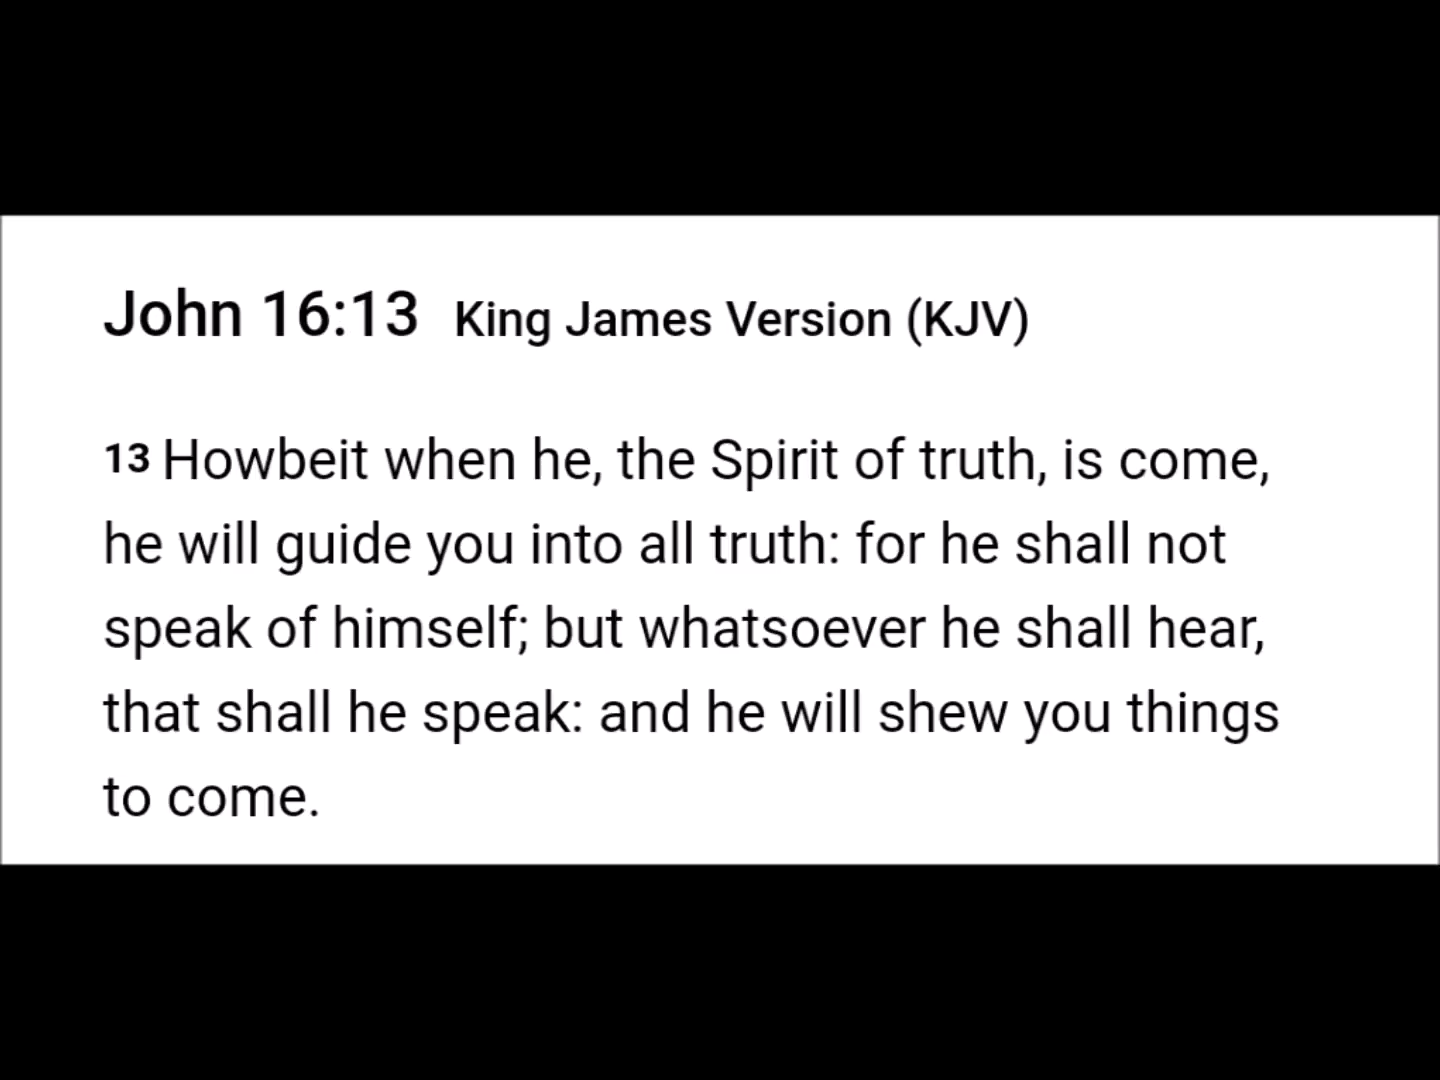 John 16:13 King James Version (KJV)
13 Howbeit when he, the Spirit of truth, is come,
he will guide you into all truth: for he shall not
speak of himself; but whatsoever he shall hear,
that shall he speak: and he will shew you things
to come.